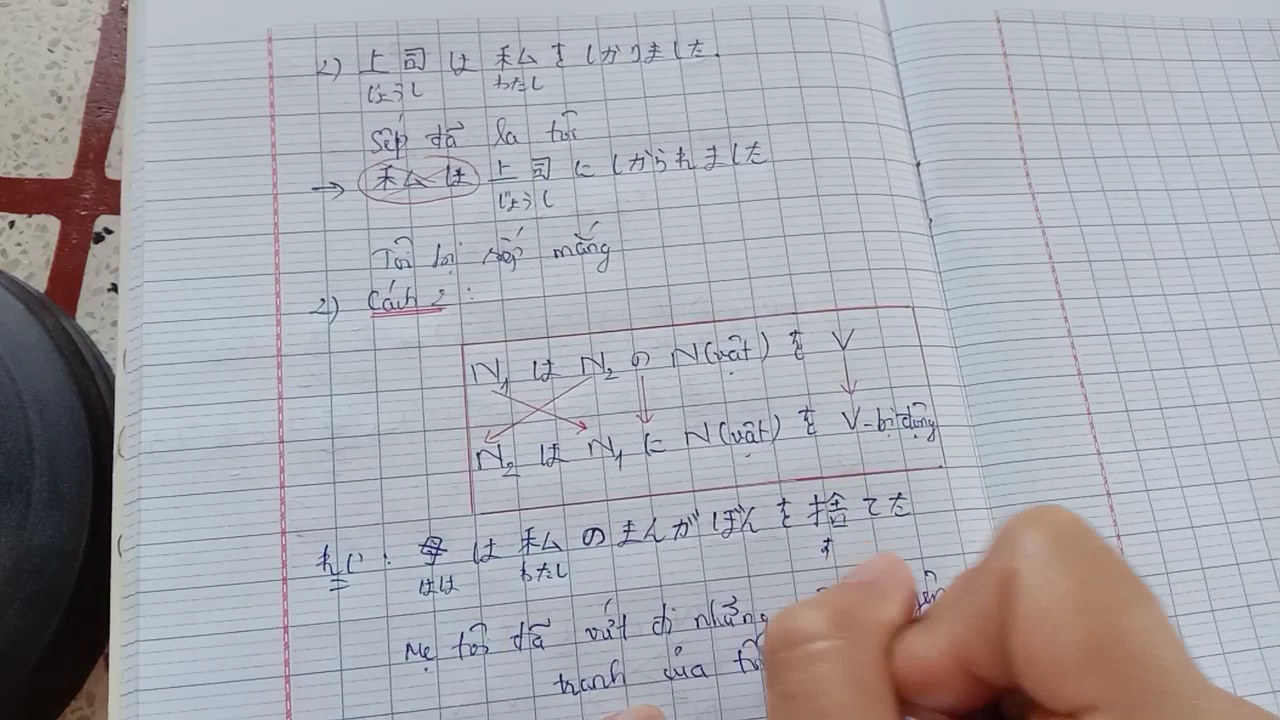 2) 上司は私をしかりました.
じょうし わたし
Sếp đã la tôi
→ 私は上司にしかられました
じょうし
Tôi bị sếp mắng
2) Cách 2:
N1 は N2 の N(vật) を V
N2 は N1 に N(vật) を V-bị động
れい: 母は私のまんがぼんを捨てた
はは わたし す
Mẹ tôi đã vứt đi những
tranh của